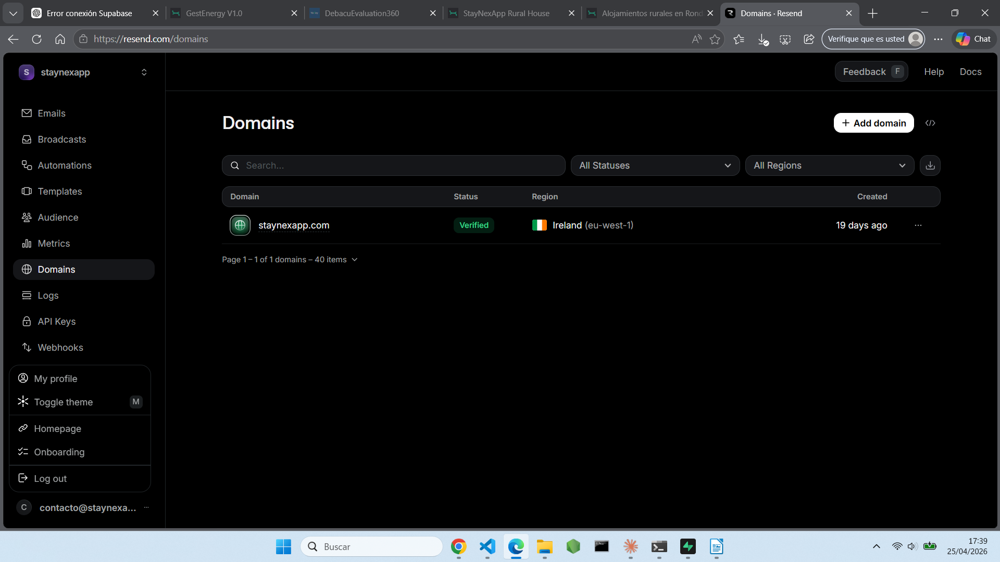 Error conexión Supabase
GestEnergy V1.0
DebacuEvaluation360
StayNexApp Rural House
Alojamientos rurales en Rond
Domains · Resend
https://resend.com/domains
Verifique que es usted
Chat
S
staynexapp
Feedback F
Help
Docs
Emails
Broadcasts
Automations
Templates
Audience
Metrics
Domains
Logs
API Keys
Webhooks
My profile
Toggle theme M
Homepage
Onboarding
Log out
C
contacto@staynexa...
Domains
+ Add domain
Search...
All Statuses
All Regions
Domain Status Region Created
staynexapp.com Verified Ireland (eu-west-1) 19 days ago
Page 1 – 1 of 1 domains – 40 items
Buscar
17:39
25/04/2026